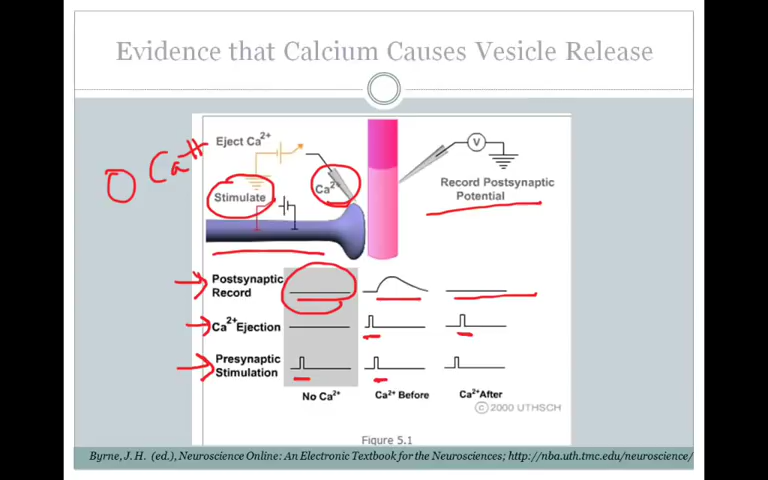 Evidence that Calcium Causes Vesicle Release
O Ca++
Eject Ca2+
Stimulate
Ca2+
V
Record Postsynaptic
Potential
Postsynaptic
Record
Ca2+Ejection
Presynaptic
Stimulation
No Ca2+
Ca2+ Before
Ca2+After
© 2000 UTHSCH
Figure 5.1
Byrne, J. H. (ed.), Neuroscience Online: An Electronic Textbook for the Neurosciences; http://nba.uth.tmc.edu/neuroscience/